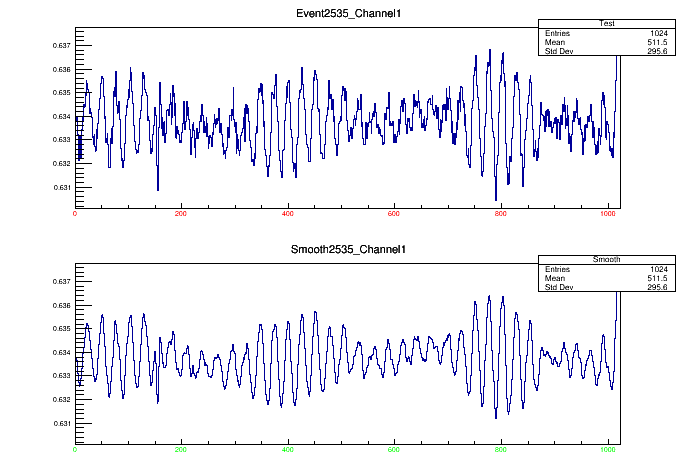 Event2535_Channel1
Test
Entries 1024
Mean 511.5
Std Dev 295.6
0.637
0.636
0.635
0.634
0.633
0.632
0.631
0 200 400 600 800 1000
Smooth2535_Channel1
Smooth
Entries 1024
Mean 511.5
Std Dev 295.6
0.637
0.636
0.635
0.634
0.633
0.632
0.631
0 200 400 600 800 1000